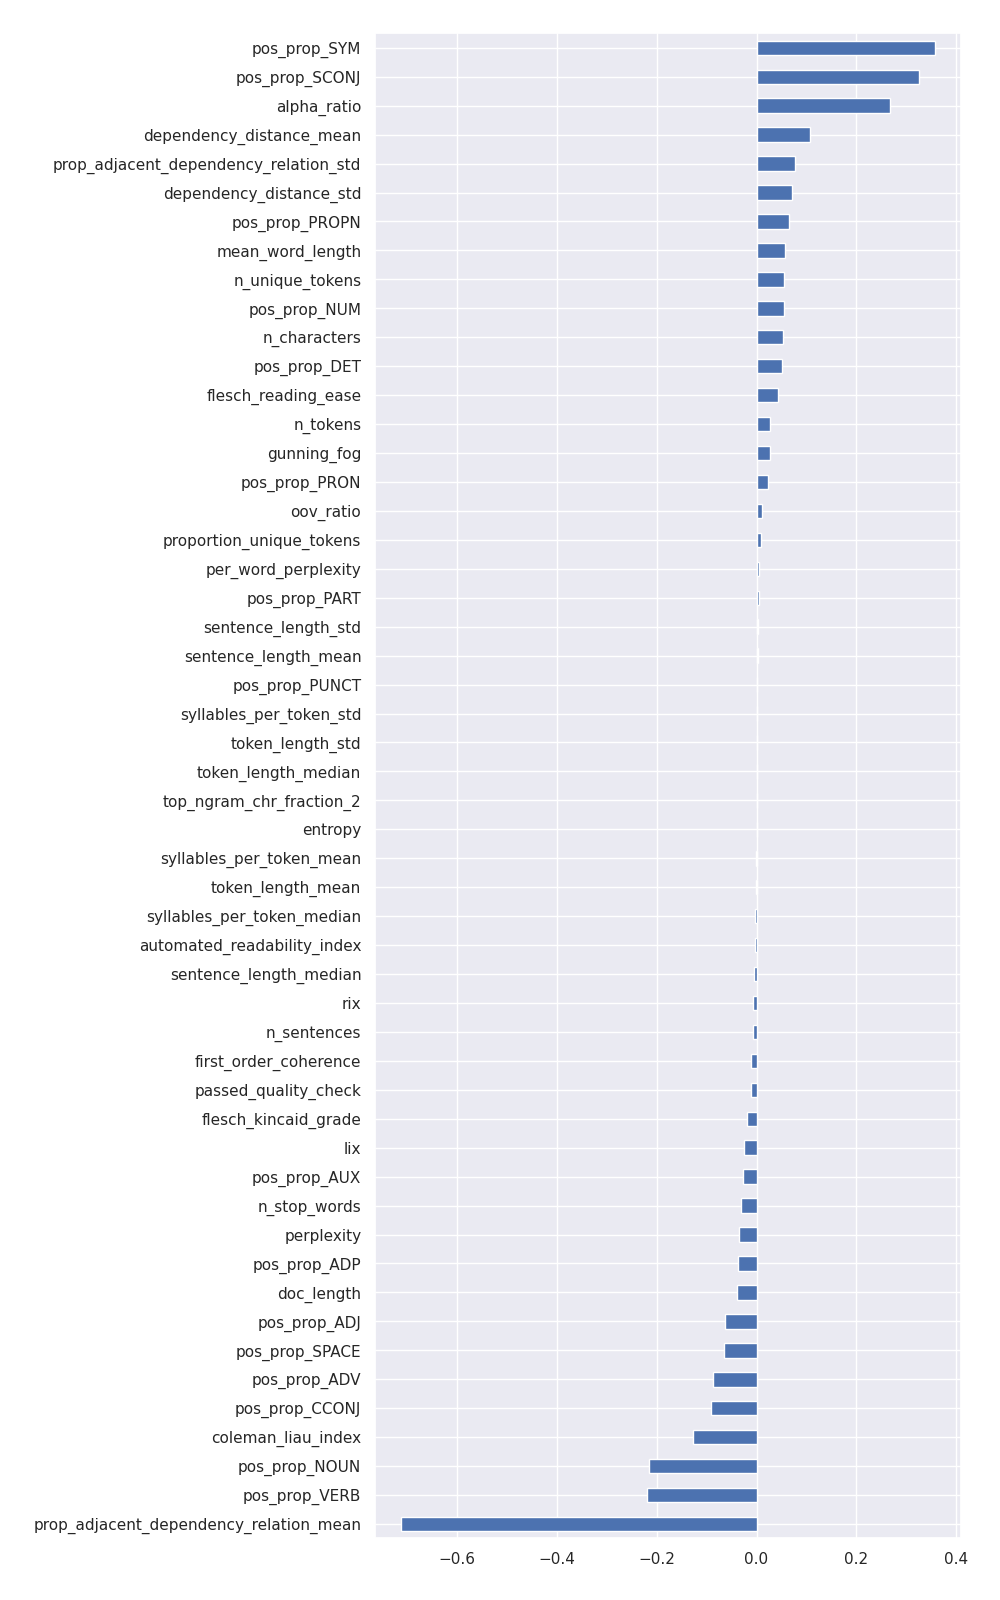 pos_prop_SYM
pos_prop_SCONJ
alpha_ratio
dependency_distance_mean
prop_adjacent_dependency_relation_std
dependency_distance_std
pos_prop_PROPN
mean_word_length
n_unique_tokens
pos_prop_NUM
n_characters
pos_prop_DET
flesch_reading_ease
n_tokens
gunning_fog
pos_prop_PRON
oov_ratio
proportion_unique_tokens
per_word_perplexity
pos_prop_PART
sentence_length_std
sentence_length_mean
pos_prop_PUNCT
syllables_per_token_std
token_length_std
token_length_median
top_ngram_chr_fraction_2
entropy
syllables_per_token_mean
token_length_mean
syllables_per_token_median
automated_readability_index
sentence_length_median
rix
n_sentences
first_order_coherence
passed_quality_check
flesch_kincaid_grade
lix
pos_prop_AUX
n_stop_words
perplexity
pos_prop_ADP
doc_length
pos_prop_ADJ
pos_prop_SPACE
pos_prop_ADV
pos_prop_CCONJ
coleman_liau_index
pos_prop_NOUN
pos_prop_VERB
prop_adjacent_dependency_relation_mean
−0.6 −0.4 −0.2 0.0 0.2 0.4